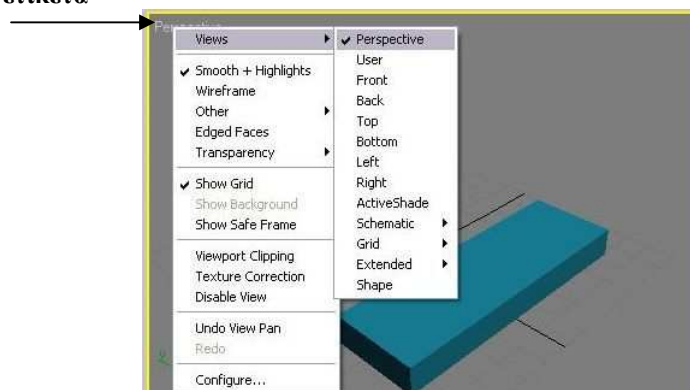 Perspective
Views
Smooth + Highlights
Wireframe
Other
Edged Faces
Transparency
Show Grid
Show Background
Show Safe Frame
Viewport Clipping
Texture Correction
Disable View
Undo View Pan
Redo
Configure...
Perspective
User
Front
Back
Top
Bottom
Left
Right
ActiveShade
Schematic
Grid
Extended
Shape